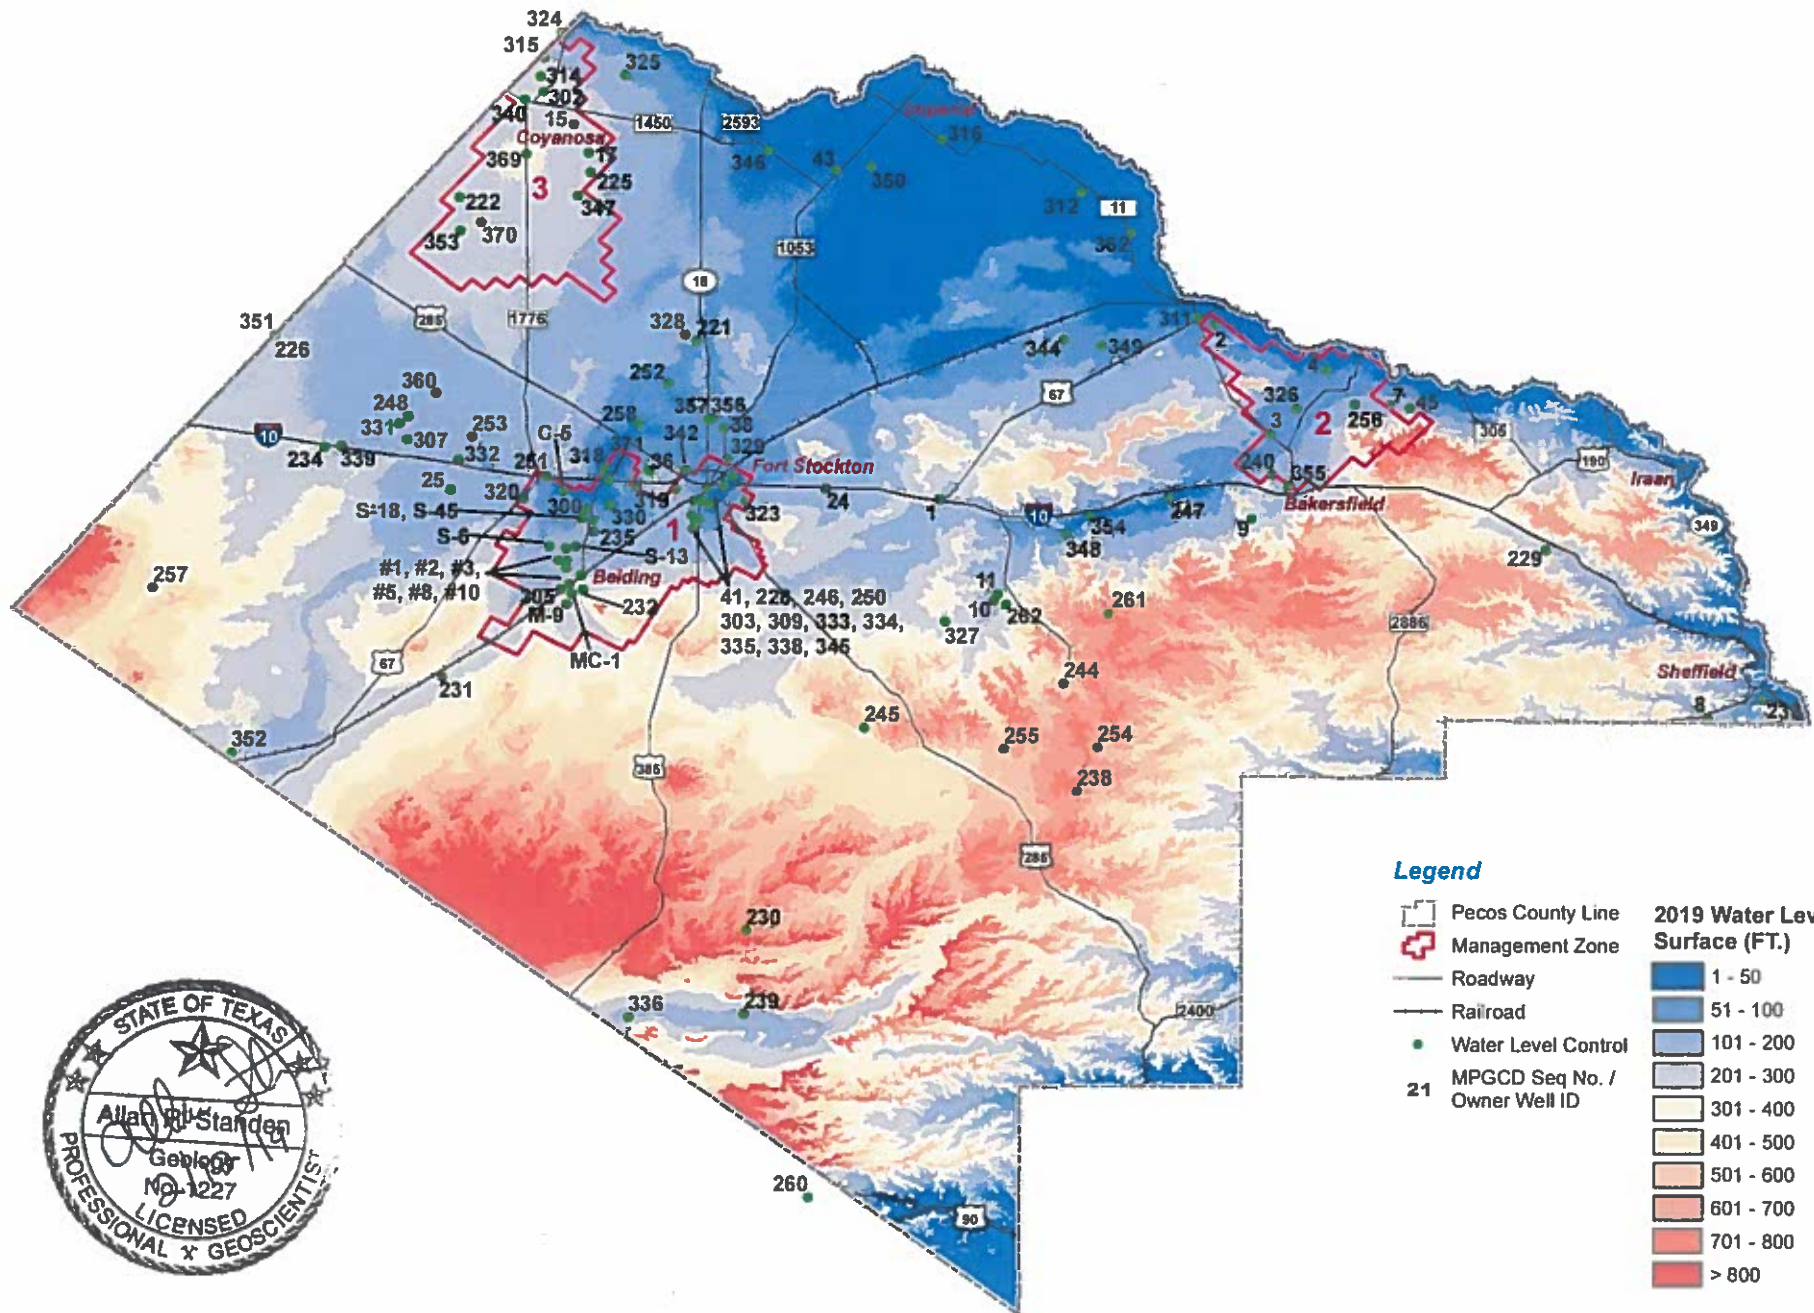 324
315
314
325
302
340
15
Coyanosa
1450
2593
Imperial
316
369
17
346
43
350
225
3
222
347
312
11
370
353
362
1053
18
285
1776
351
226
328
221
311
2
344
349
252
4
360
67
248
357
356
326
7
45
331
253
258
38
3
2
256
307
C-5
371
342
329
305
10
234
339
332
251
318
36
Fort Stockton
240
355
190
Iraan
25
320
300
319
24
1
Bakersfield
S-18, S-45
330
323
10
354
247
9
349
S-6
235
1
348
229
S-13
257
#1, #2, #3,
#5, #8, #10
Belding
11
305
232
41, 228, 246, 250
10
262
261
M-9
303, 309, 333, 334,
327
2886
335, 338, 345
67
MC-1
244
Sheffield
231
8
23
245
352
255
254
385
238
285
230
336
239
2400
260
90
Legend
Pecos County Line
Management Zone
Roadway
Railroad
Water Level Control
21
MPGCD Seq No. /
Owner Well ID
2019 Water Lev
Surface (FT.)
1 - 50
51 - 100
101 - 200
201 - 300
301 - 400
401 - 500
501 - 600
601 - 700
701 - 800
> 800
STATE OF TEXAS
Allan R. Standen
Geology
No. 1227
LICENSED
PROFESSIONAL GEOSCIENTIST